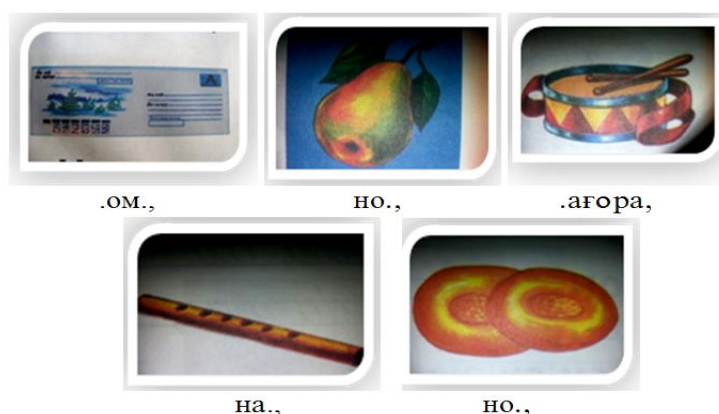 .ом., но., .ағора,
на., но.,